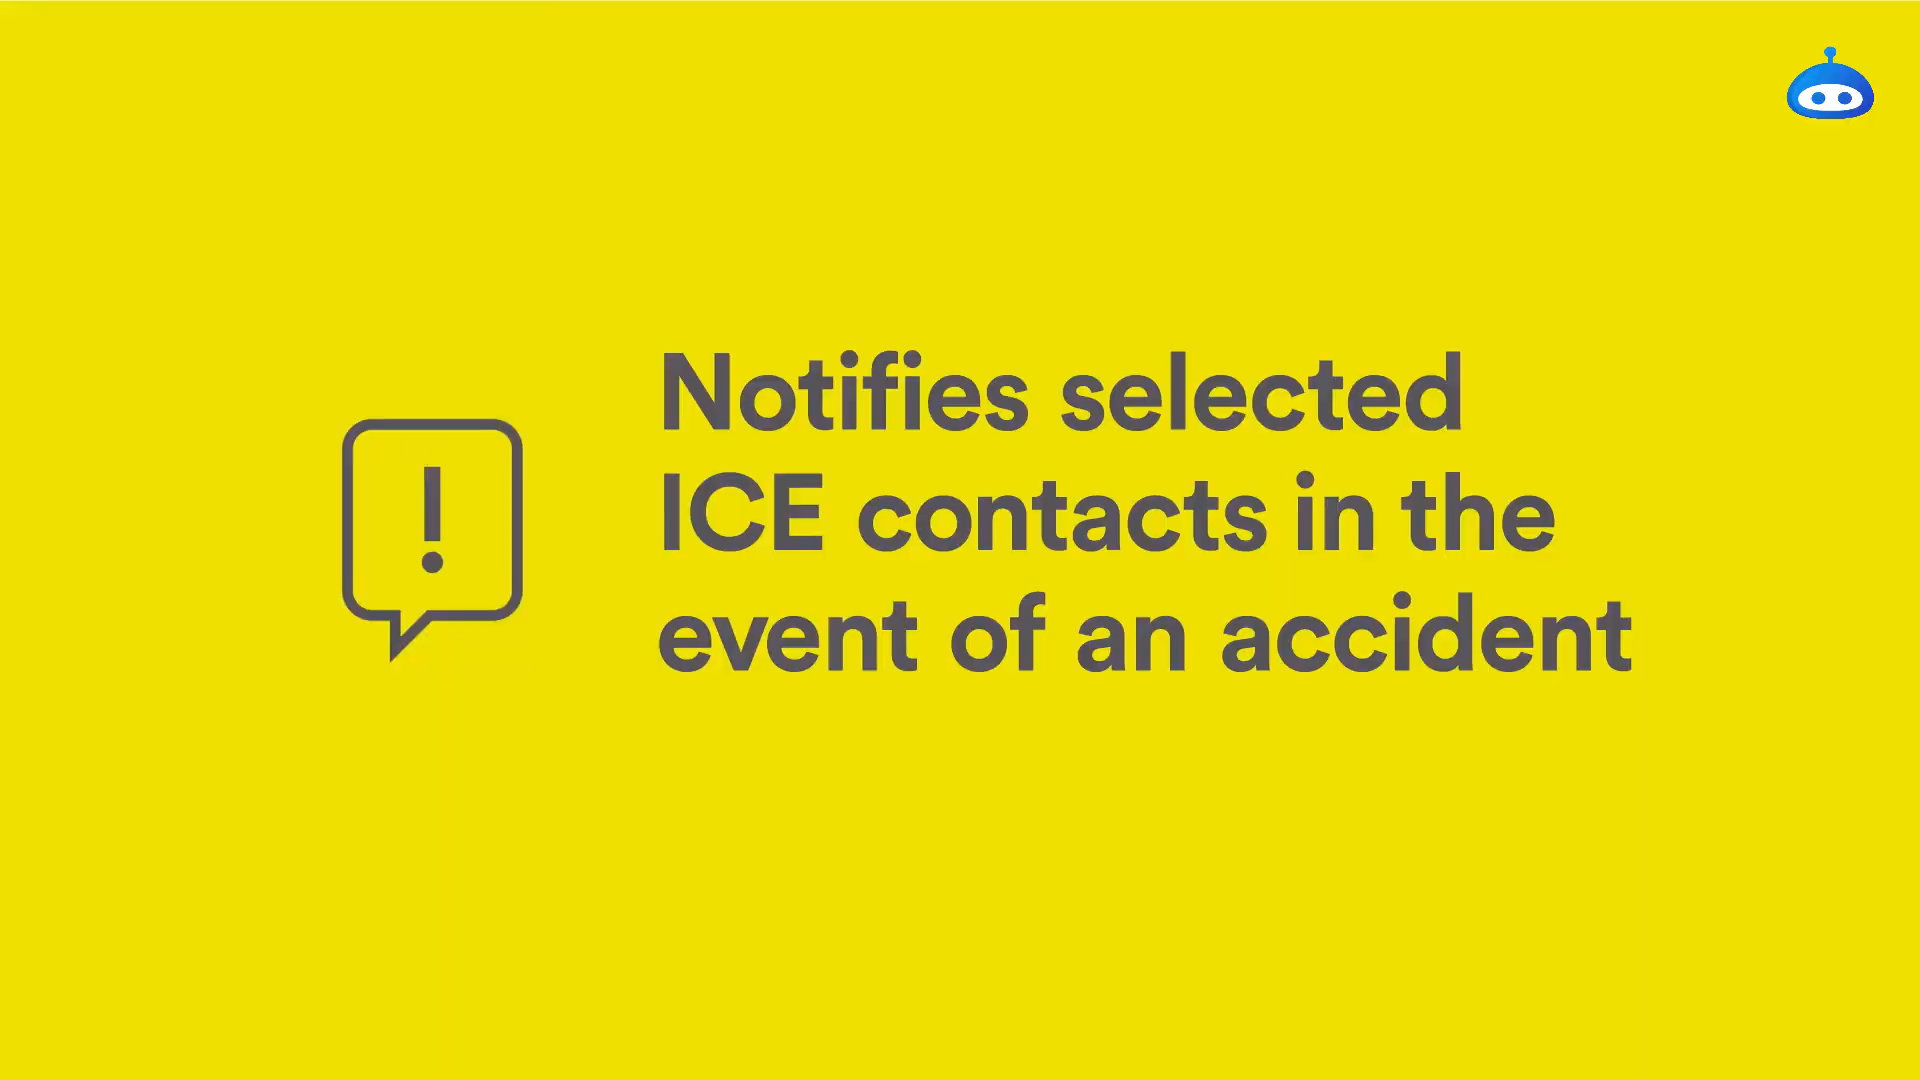 Notifies selected
ICE contacts in the
event of an accident